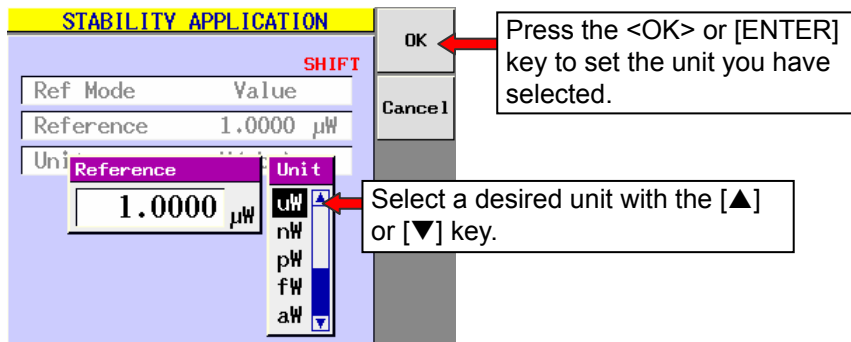 STABILITY APPLICATION
OK
Press the <OK> or [ENTER]
key to set the unit you have
selected.
SHIFT
Ref Mode Value
Cancel
Reference 1.0000 µW
Uni
Reference
Unit
1.0000 µW
uW
nW
pW
fW
aW
Select a desired unit with the [▲]
or [▼] key.